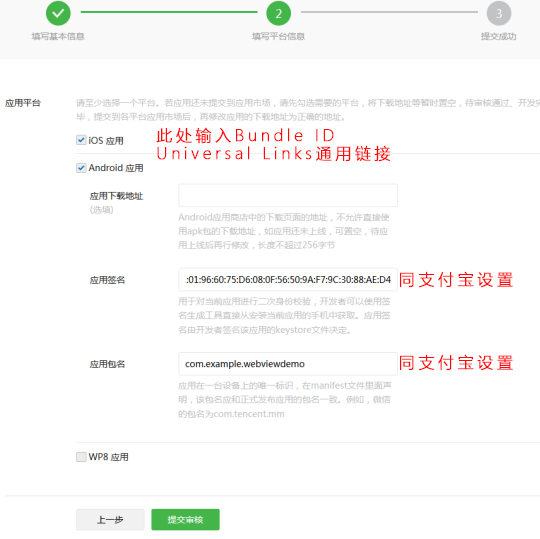 2 3
填写基本信息 填写平台信息 提交成功
应用平台 请至少选择一个平台。若应用还未提交到应用市场，请先勾选需要的平台，将下载地址等暂时置空，待审核通过、开发完
毕，提交到各平台应用市场后，再修改应用的下载地址为正确的地址。
iOS 应用 此处输入Bundle ID
Universal Links通用链接
Android 应用
应用下载地址
(选填)
Android应用商店中的下载页面的地址，不允许直接使
用apk包的下载地址，如应用还未上线，可置空，待应
用上线后再行修改，长度不超过256字节
应用签名 :01:96:60:75:D6:08:0F:56:50:9A:F7:9C:30:88:AE:D4 同支付宝设置
用于对当前应用进行二次身份校验，开发者可以使用签
名生成工具直接从安装当前应用的手机中获取。应用签
名由开发者签名该应用的keystore文件决定。
应用包名 com.example.webviewdemo 同支付宝设置
应用在一台设备上的唯一标识，在manifest文件里面声
明，该包名应和正式发布应用的包名一致。例如，微信
的包名为com.tencent.mm
WP8 应用
上一步 提交审核